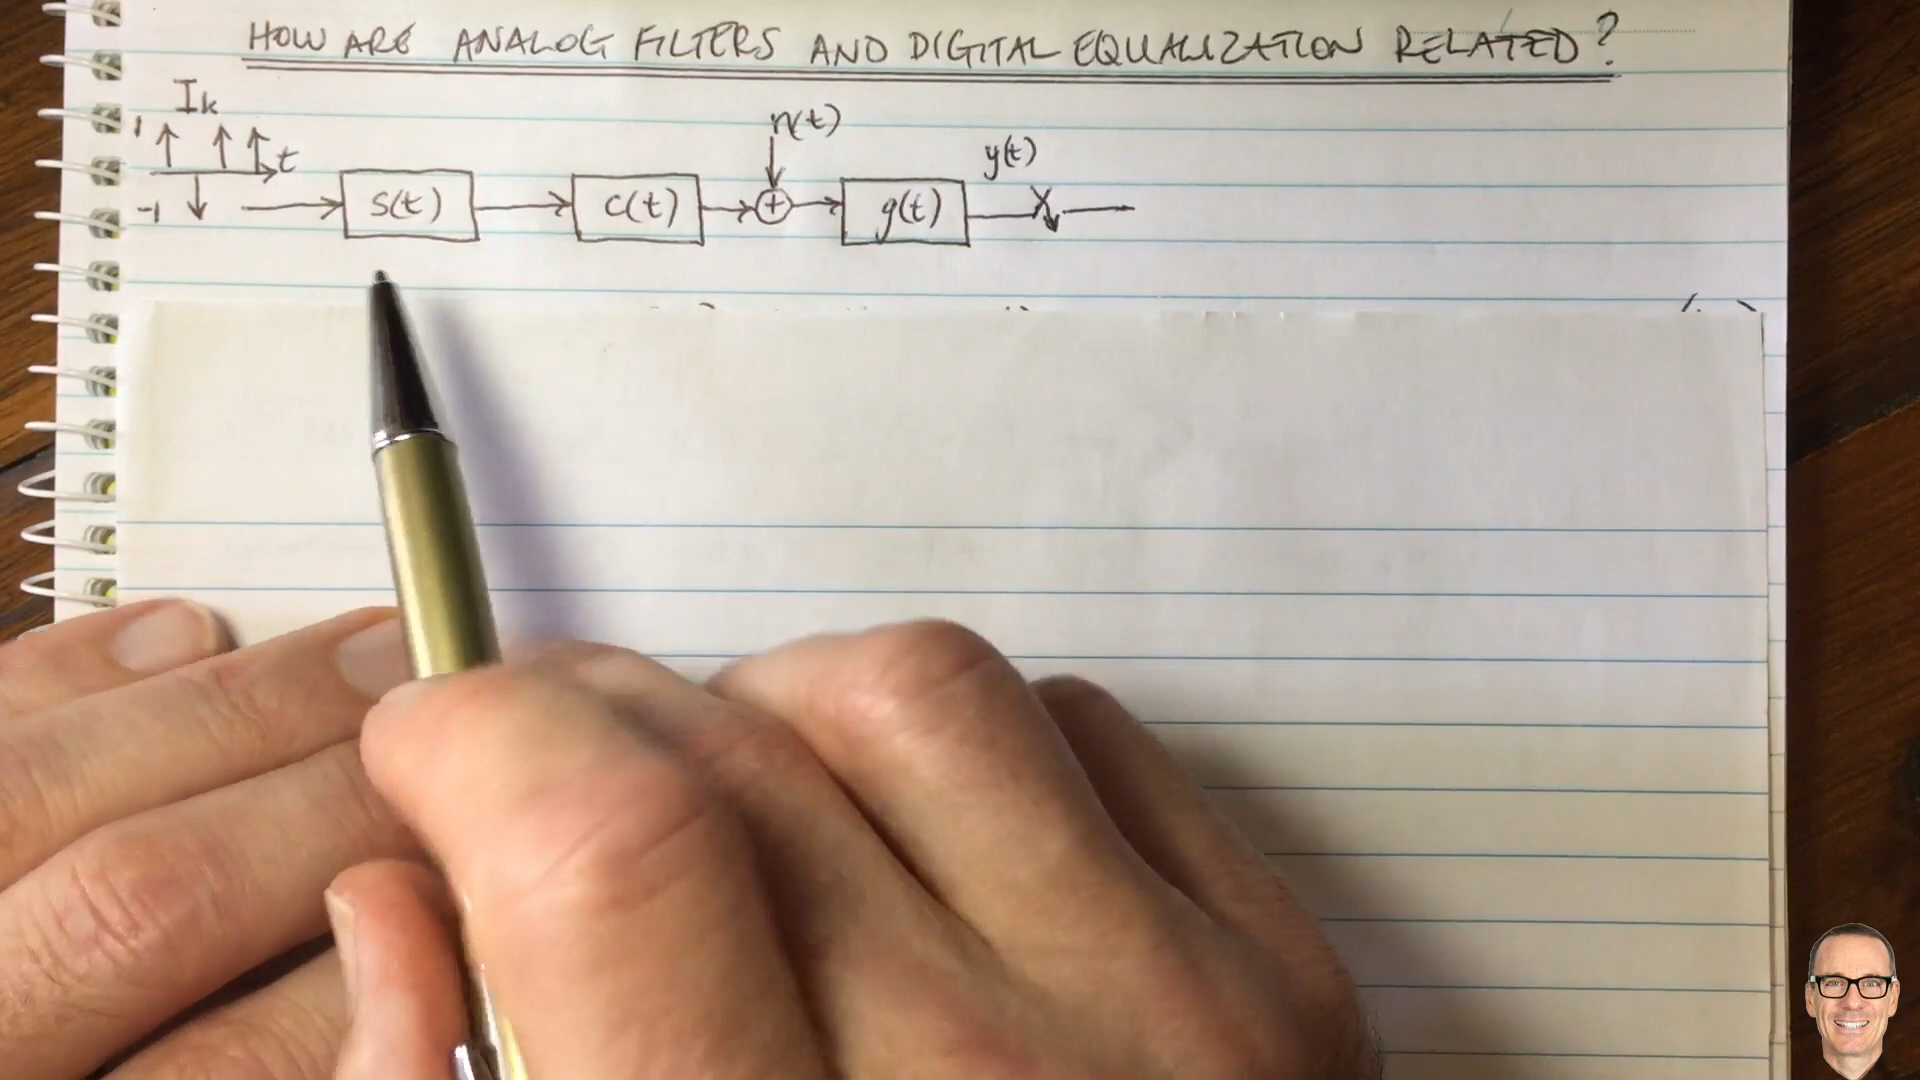 HOW ARE ANALOG FILTERS AND DIGITAL EQUALIZATION RELATED?
Ik
1
t
-1
s(t)
c(t)
n(t)
+
g(t)
y(t)